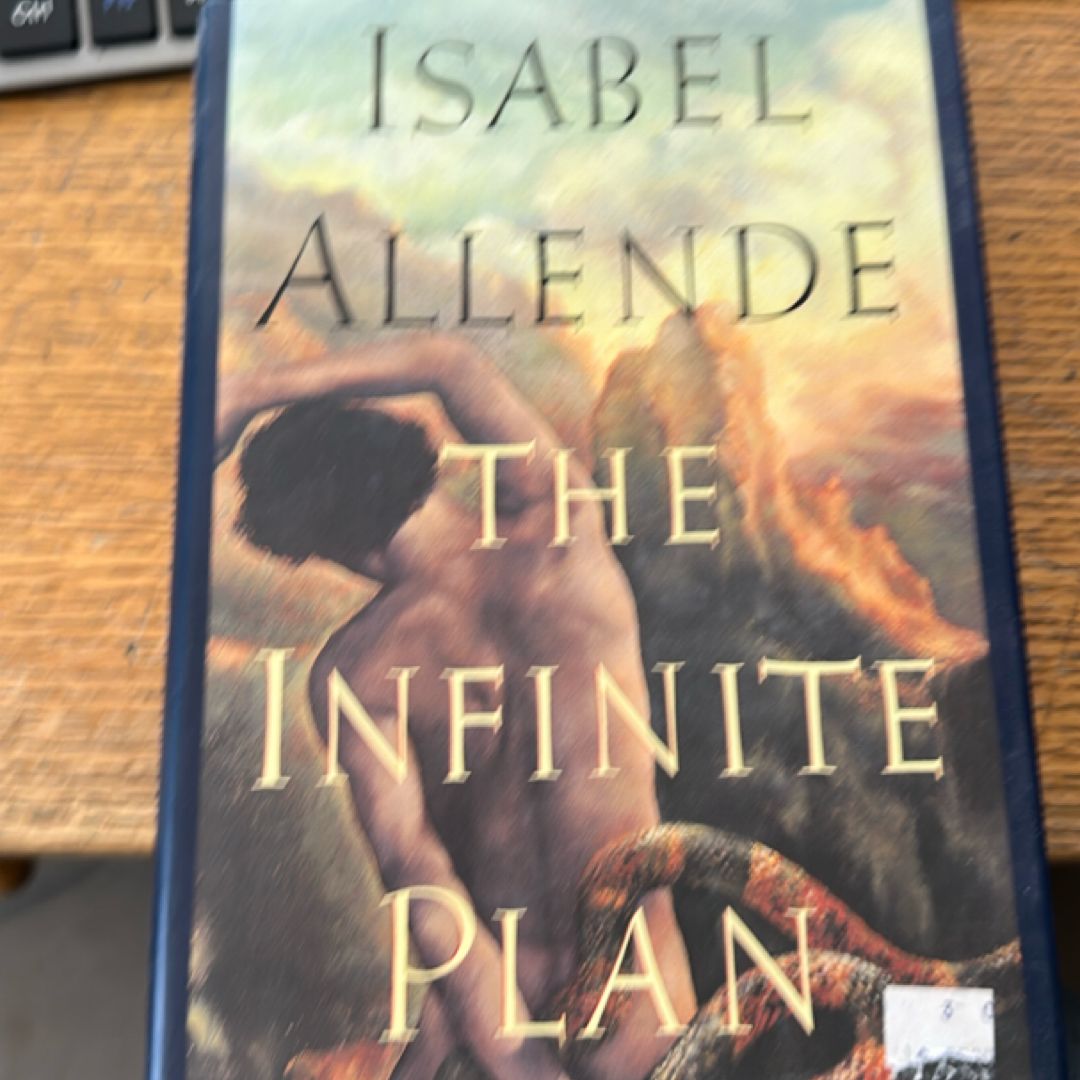 ISABEL
ALLENDE
THE
INFINITE
PLAN